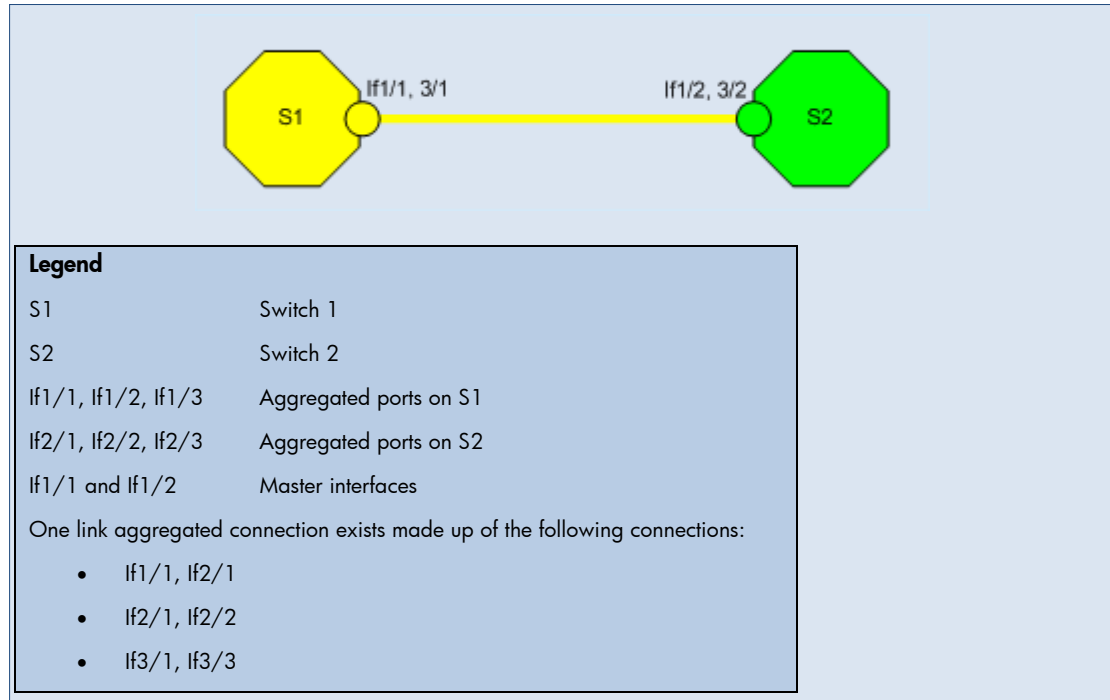 If1/1, 3/1
If1/2, 3/2
S1
S2
Legend
S1 Switch 1
S2 Switch 2
If1/1, If1/2, If1/3 Aggregated ports on S1
If2/1, If2/2, If2/3 Aggregated ports on S2
If1/1 and If1/2 Master interfaces
One link aggregated connection exists made up of the following connections:
• If1/1, If2/1
• If2/1, If2/2
• If3/1, If3/3